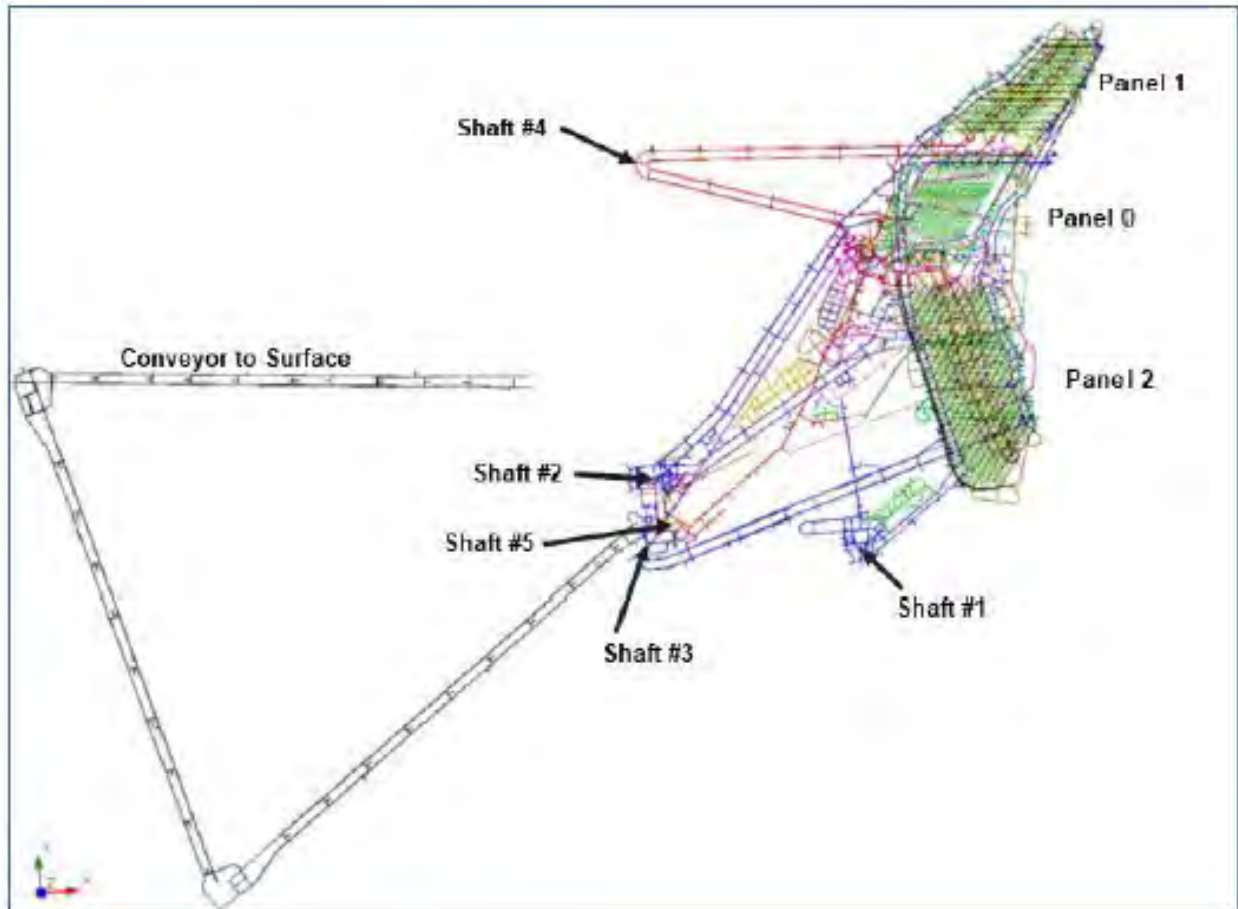 Panel 1
Shaft #4
Panel 0
Conveyor to Surface
Panel 2
Shaft #2
Shaft #5
Shaft #1
Shaft #3